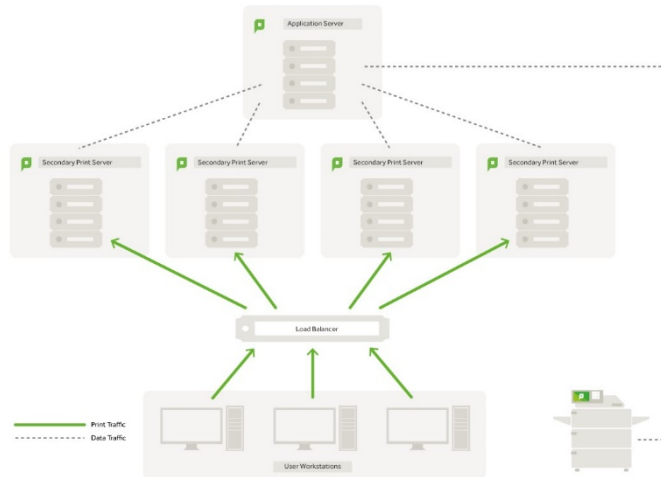 Application Server
Secondary Print Server
Secondary Print Server
Secondary Print Server
Secondary Print Server
Load Balancer
Print Traffic
Data Traffic
User Workstations